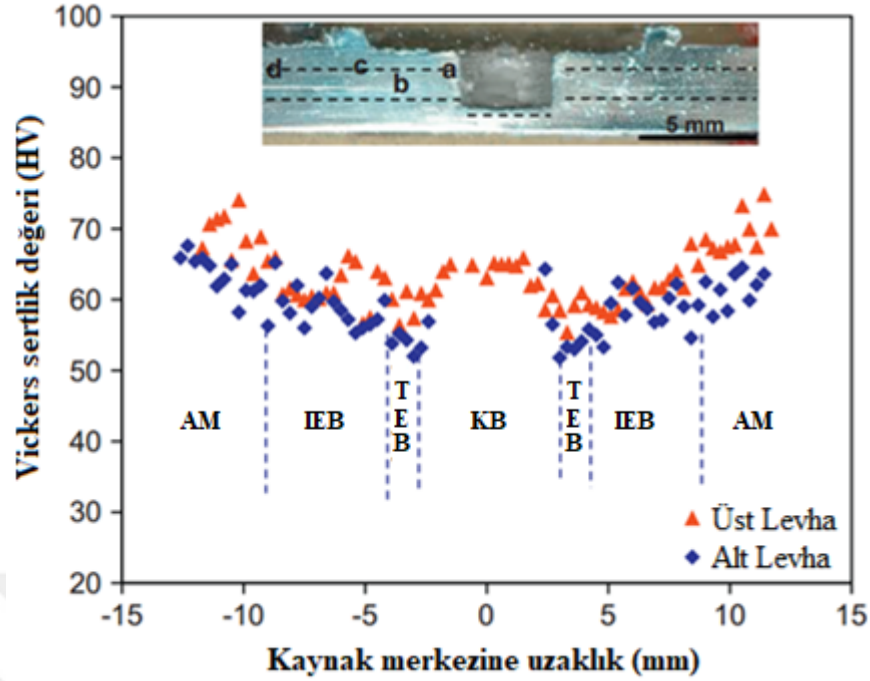 100
90
80
70
60
50
40
30
20
Vickers sertlik değeri (HV)
d
c
a
b
5 mm
AM
IEB
T
E
B
KB
T
E
B
IEB
AM
Üst Levha
Alt Levha
-15
-10
-5
0
5
10
15
Kaynak merkezine uzaklık (mm)